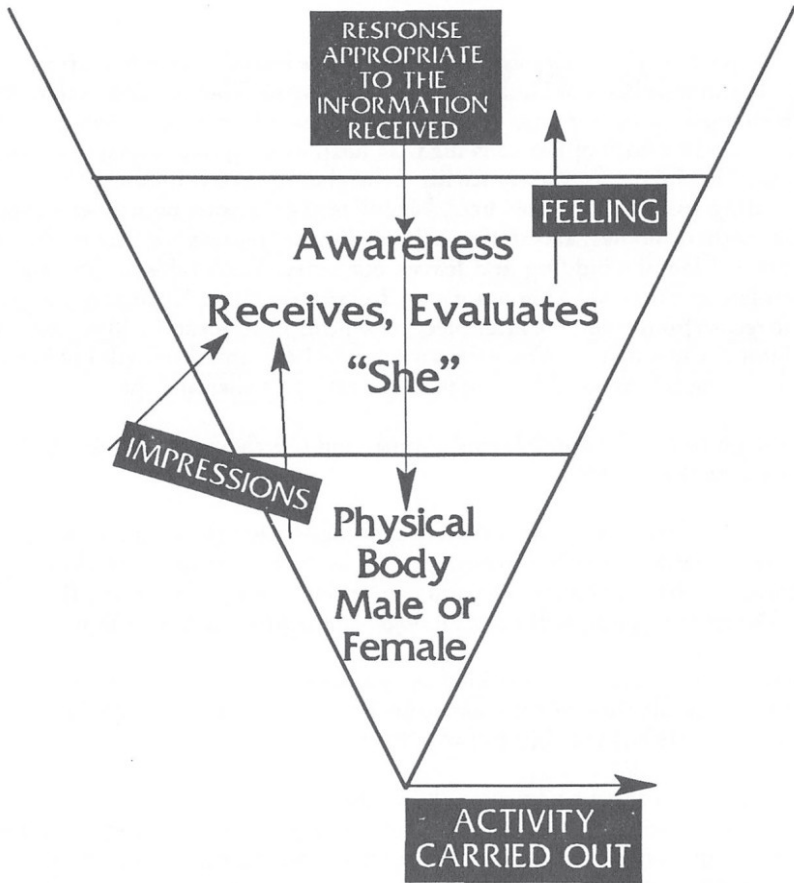 RESPONSE
APPROPRIATE
TO THE
INFORMATION
RECEIVED
FEELING
Awareness
Receives, Evaluates
“She”
IMPRESSIONS
Physical
Body
Male or
Female
ACTIVITY
CARRIED OUT